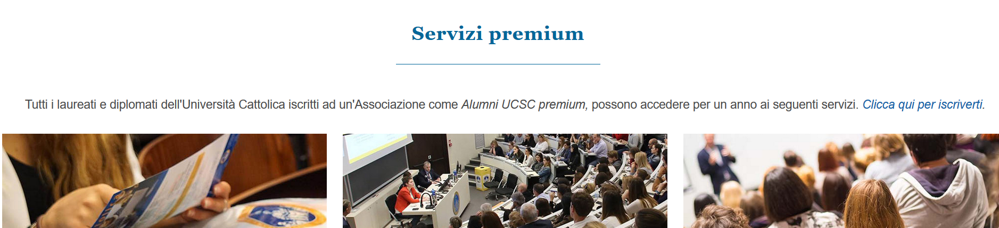 Servizi premium
Tutti i laureati e diplomati dell'Università Cattolica iscritti ad un'Associazione come Alumni UCSC premium, possono accedere per un anno ai seguenti servizi. Clicca qui per iscriverti.